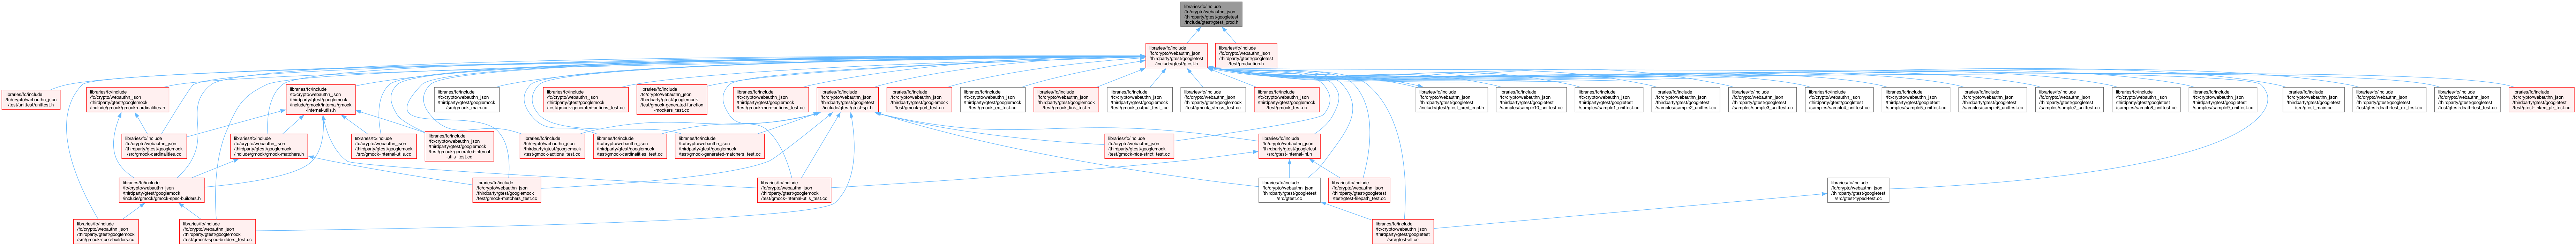 libraries/fc/include
/fc/crypto/webauthn_json
/thirdparty/gtest/googletest
/include/gtest/gtest_prod.h
libraries/fc/include
/fc/crypto/webauthn_json
/thirdparty/gtest/googletest
/include/gtest/gtest.h
libraries/fc/include
/fc/crypto/webauthn_json
/thirdparty/gtest/googletest
/test/production.h
libraries/fc/include
/fc/crypto/webauthn_json
/test/unittest/unittest.h
libraries/fc/include
/fc/crypto/webauthn_json
/thirdparty/gtest/googlemock
/include/gmock/gmock-cardinalities.h
libraries/fc/include
/fc/crypto/webauthn_json
/thirdparty/gtest/googlemock
/include/gmock/internal/gmock
-internal-utils.h
libraries/fc/include
/fc/crypto/webauthn_json
/thirdparty/gtest/googlemock
/src/gmock_main.cc
libraries/fc/include
/fc/crypto/webauthn_json
/thirdparty/gtest/googlemock
/test/gmock-generated-actions_test.cc
libraries/fc/include
/fc/crypto/webauthn_json
/thirdparty/gtest/googlemock
/test/gmock-generated-function
-mockers_test.cc
libraries/fc/include
/fc/crypto/webauthn_json
/thirdparty/gtest/googlemock
/test/gmock-more-actions_test.cc
libraries/fc/include
/fc/crypto/webauthn_json
/thirdparty/gtest/googletest
/include/gtest/gtest-spi.h
libraries/fc/include
/fc/crypto/webauthn_json
/thirdparty/gtest/googlemock
/test/gmock-port_test.cc
libraries/fc/include
/fc/crypto/webauthn_json
/thirdparty/gtest/googlemock
/test/gmock_ex_test.cc
libraries/fc/include
/fc/crypto/webauthn_json
/thirdparty/gtest/googlemock
/test/gmock_link_test.h
libraries/fc/include
/fc/crypto/webauthn_json
/thirdparty/gtest/googlemock
/test/gmock_output_test_.cc
libraries/fc/include
/fc/crypto/webauthn_json
/thirdparty/gtest/googlemock
/test/gmock_stress_test.cc
libraries/fc/include
/fc/crypto/webauthn_json
/thirdparty/gtest/googlemock
/test/gmock_test.cc
libraries/fc/include
/fc/crypto/webauthn_json
/thirdparty/gtest/googletest
/include/gtest/gtest_pred_impl.h
libraries/fc/include
/fc/crypto/webauthn_json
/thirdparty/gtest/googletest
/samples/sample10_unittest.cc
libraries/fc/include
/fc/crypto/webauthn_json
/thirdparty/gtest/googletest
/samples/sample1_unittest.cc
libraries/fc/include
/fc/crypto/webauthn_json
/thirdparty/gtest/googletest
/samples/sample2_unittest.cc
libraries/fc/include
/fc/crypto/webauthn_json
/thirdparty/gtest/googletest
/samples/sample3_unittest.cc
libraries/fc/include
/fc/crypto/webauthn_json
/thirdparty/gtest/googletest
/samples/sample4_unittest.cc
libraries/fc/include
/fc/crypto/webauthn_json
/thirdparty/gtest/googletest
/samples/sample5_unittest.cc
libraries/fc/include
/fc/crypto/webauthn_json
/thirdparty/gtest/googletest
/samples/sample6_unittest.cc
libraries/fc/include
/fc/crypto/webauthn_json
/thirdparty/gtest/googletest
/samples/sample7_unittest.cc
libraries/fc/include
/fc/crypto/webauthn_json
/thirdparty/gtest/googletest
/samples/sample8_unittest.cc
libraries/fc/include
/fc/crypto/webauthn_json
/thirdparty/gtest/googletest
/samples/sample9_unittest.cc
libraries/fc/include
/fc/crypto/webauthn_json
/thirdparty/gtest/googletest
/src/gtest_main.cc
libraries/fc/include
/fc/crypto/webauthn_json
/thirdparty/gtest/googletest
/test/gtest-death-test_ex_test.cc
libraries/fc/include
/fc/crypto/webauthn_json
/thirdparty/gtest/googletest
/test/gtest-death-test_test.cc
libraries/fc/include
/fc/crypto/webauthn_json
/thirdparty/gtest/googletest
/test/gtest-linked_ptr_test.cc
libraries/fc/include
/fc/crypto/webauthn_json
/thirdparty/gtest/googlemock
/src/gmock-cardinalities.cc
libraries/fc/include
/fc/crypto/webauthn_json
/thirdparty/gtest/googlemock
/include/gmock/gmock-matchers.h
libraries/fc/include
/fc/crypto/webauthn_json
/thirdparty/gtest/googlemock
/src/gmock-internal-utils.cc
libraries/fc/include
/fc/crypto/webauthn_json
/thirdparty/gtest/googlemock
/test/gmock-generated-internal
-utils_test.cc
libraries/fc/include
/fc/crypto/webauthn_json
/thirdparty/gtest/googlemock
/test/gmock-actions_test.cc
libraries/fc/include
/fc/crypto/webauthn_json
/thirdparty/gtest/googlemock
/test/gmock-cardinalities_test.cc
libraries/fc/include
/fc/crypto/webauthn_json
/thirdparty/gtest/googlemock
/test/gmock-generated-matchers_test.cc
libraries/fc/include
/fc/crypto/webauthn_json
/thirdparty/gtest/googlemock
/test/gmock-nice-strict_test.cc
libraries/fc/include
/fc/crypto/webauthn_json
/thirdparty/gtest/googletest
/src/gtest-internal-inl.h
libraries/fc/include
/fc/crypto/webauthn_json
/thirdparty/gtest/googlemock
/include/gmock/gmock-spec-builders.h
libraries/fc/include
/fc/crypto/webauthn_json
/thirdparty/gtest/googlemock
/test/gmock-matchers_test.cc
libraries/fc/include
/fc/crypto/webauthn_json
/thirdparty/gtest/googlemock
/test/gmock-internal-utils_test.cc
libraries/fc/include
/fc/crypto/webauthn_json
/thirdparty/gtest/googletest
/src/gtest.cc
libraries/fc/include
/fc/crypto/webauthn_json
/thirdparty/gtest/googletest
/test/gtest-filepath_test.cc
libraries/fc/include
/fc/crypto/webauthn_json
/thirdparty/gtest/googletest
/src/gtest-typed-test.cc
libraries/fc/include
/fc/crypto/webauthn_json
/thirdparty/gtest/googlemock
/src/gmock-spec-builders.cc
libraries/fc/include
/fc/crypto/webauthn_json
/thirdparty/gtest/googlemock
/test/gmock-spec-builders_test.cc
libraries/fc/include
/fc/crypto/webauthn_json
/thirdparty/gtest/googletest
/src/gtest-all.cc